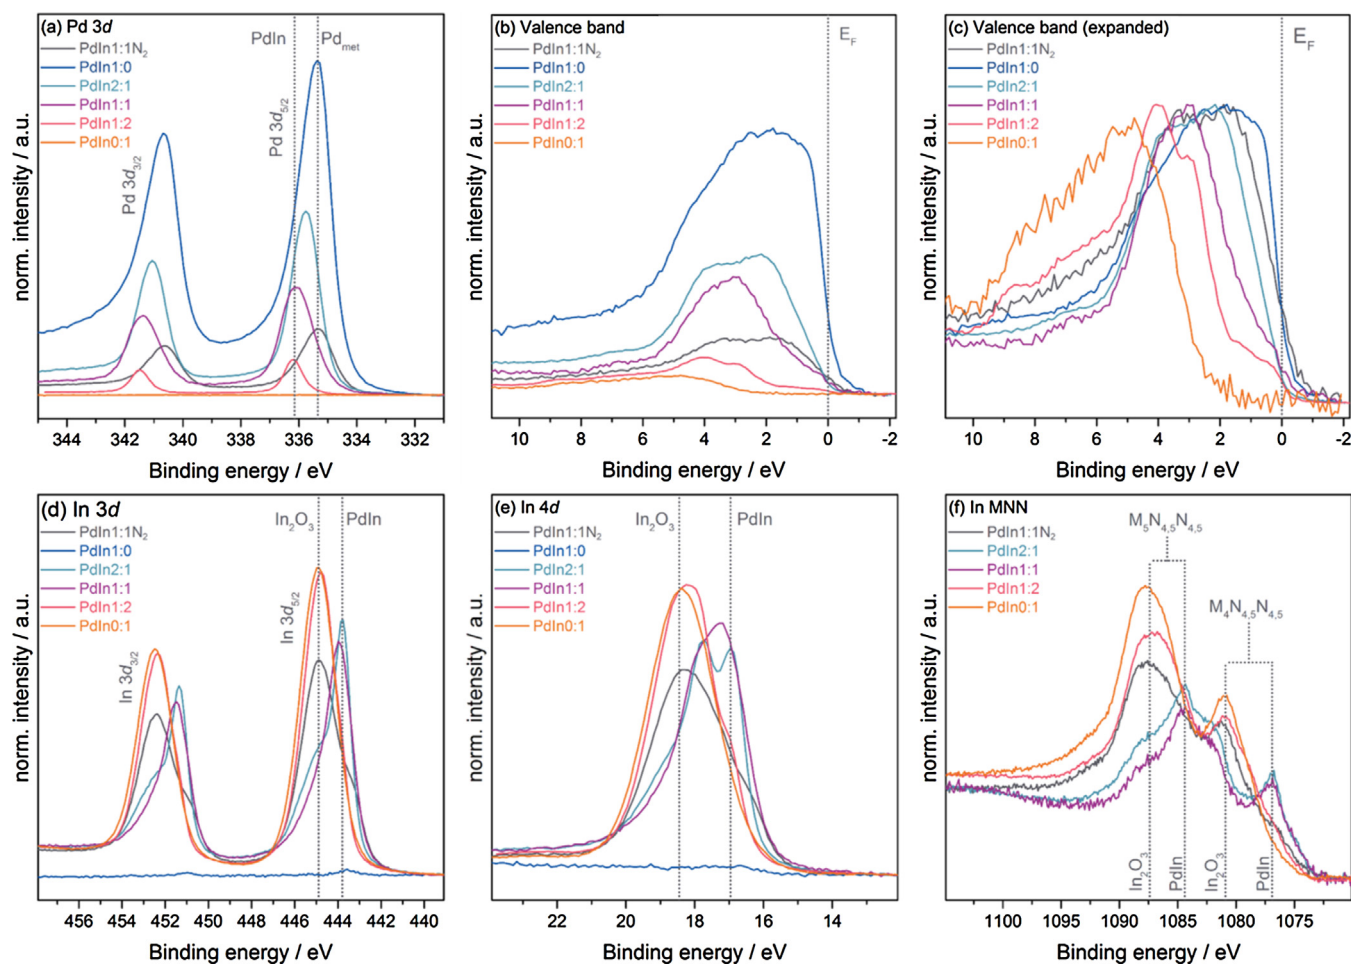 (a) Pd 3d
PdIn
Pd_met
PdIn1:1N₂
PdIn1:0
PdIn2:1
PdIn1:1
PdIn1:2
PdIn0:1
Pd 3d₃/₂
Pd 3d₅/₂
norm. intensity / a.u.
344 342 340 338 336 334 332
Binding energy / eV
(b) Valence band
E_F
PdIn1:1N₂
PdIn1:0
PdIn2:1
PdIn1:1
PdIn1:2
PdIn0:1
norm. intensity / a.u.
10 8 6 4 2 0 -2
Binding energy / eV
(c) Valence band (expanded)
E_F
PdIn1:1N₂
PdIn1:0
PdIn2:1
PdIn1:1
PdIn1:2
PdIn0:1
norm. intensity / a.u.
10 8 6 4 2 0 -2
Binding energy / eV
(d) In 3d
In₂O₃
PdIn
PdIn1:1N₂
PdIn1:0
PdIn2:1
PdIn1:1
PdIn1:2
PdIn0:1
In 3d₃/₂
In 3d₅/₂
norm. intensity / a.u.
456 454 452 450 448 446 444 442 440
Binding energy / eV
(e) In 4d
In₂O₃
PdIn
PdIn1:1N₂
PdIn1:0
PdIn2:1
PdIn1:1
PdIn1:2
PdIn0:1
norm. intensity / a.u.
22 20 18 16 14
Binding energy / eV
(f) In MNN
PdIn1:1N₂
PdIn2:1
PdIn1:1
PdIn1:2
PdIn0:1
M₅N₄,₅N₄,₅
M₄N₄,₅N₄,₅
In₂O₃
PdIn
In₂O₃
PdIn
norm. intensity / a.u.
1100 1095 1090 1085 1080 1075
Binding energy / eV